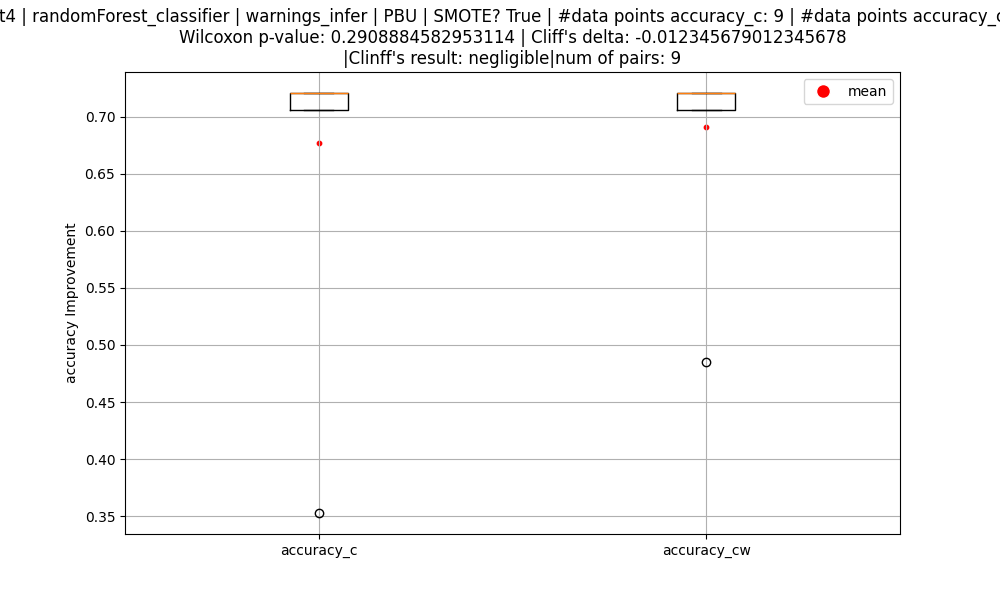 t4 | randomForest_classifier | warnings_infer | PBU | SMOTE? True | #data points accuracy_c: 9 | #data points accuracy_c
Wilcoxon p-value: 0.2908884582953114 | Cliff's delta: -0.012345679012345678
|Clinff's result: negligible|num of pairs: 9
mean
0.70
0.65
0.60
0.55
0.50
0.45
0.40
0.35
accuracy Improvement
accuracy_c
accuracy_cw